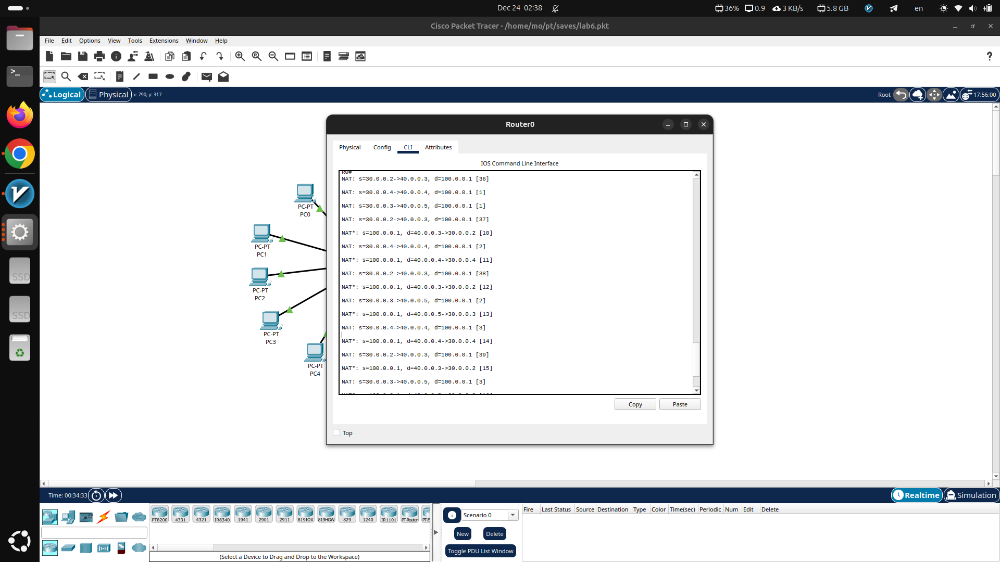 Dec 24 02:38
36%
0.9
3 KB/s
5.8 GB
en
Cisco Packet Tracer - /home/mo/pt/saves/lab6.pkt
File Edit Options View Tools Extensions Window Help
Logical
Physical
x: 790, y: 317
Root
17:56:00
Router0
Physical Config CLI Attributes
IOS Command Line Interface
R0#
NAT: s=30.0.0.2->40.0.0.3, d=100.0.0.1 [36]
NAT: s=30.0.0.4->40.0.0.4, d=100.0.0.1 [1]
NAT: s=30.0.0.3->40.0.0.5, d=100.0.0.1 [1]
NAT: s=30.0.0.2->40.0.0.3, d=100.0.0.1 [37]
NAT*: s=100.0.0.1, d=40.0.0.3->30.0.0.2 [10]
NAT: s=30.0.0.4->40.0.0.4, d=100.0.0.1 [2]
NAT*: s=100.0.0.1, d=40.0.0.4->30.0.0.4 [11]
NAT: s=30.0.0.2->40.0.0.3, d=100.0.0.1 [38]
NAT*: s=100.0.0.1, d=40.0.0.3->30.0.0.2 [12]
NAT: s=30.0.0.3->40.0.0.5, d=100.0.0.1 [2]
NAT*: s=100.0.0.1, d=40.0.0.5->30.0.0.3 [13]
NAT: s=30.0.0.4->40.0.0.4, d=100.0.0.1 [3]
NAT*: s=100.0.0.1, d=40.0.0.4->30.0.0.4 [14]
NAT: s=30.0.0.2->40.0.0.3, d=100.0.0.1 [39]
NAT*: s=100.0.0.1, d=40.0.0.3->30.0.0.2 [15]
NAT: s=30.0.0.3->40.0.0.5, d=100.0.0.1 [3]
Copy
Paste
Top
PC-PT
PC0
PC-PT
PC1
PC-PT
PC2
PC-PT
PC3
PC-PT
PC4
SSD
SSD
Time: 00:34:33
Realtime
Simulation
PT8200 4331 4321 IR8340 1941 2901 2911 819IOX 819HGW 829 1240 IR1101 PT-Router PT-E
(Select a Device to Drag and Drop to the Workspace)
Scenario 0
New
Delete
Toggle PDU List Window
Fire Last Status Source Destination Type Color Time(sec) Periodic Num Edit Delete